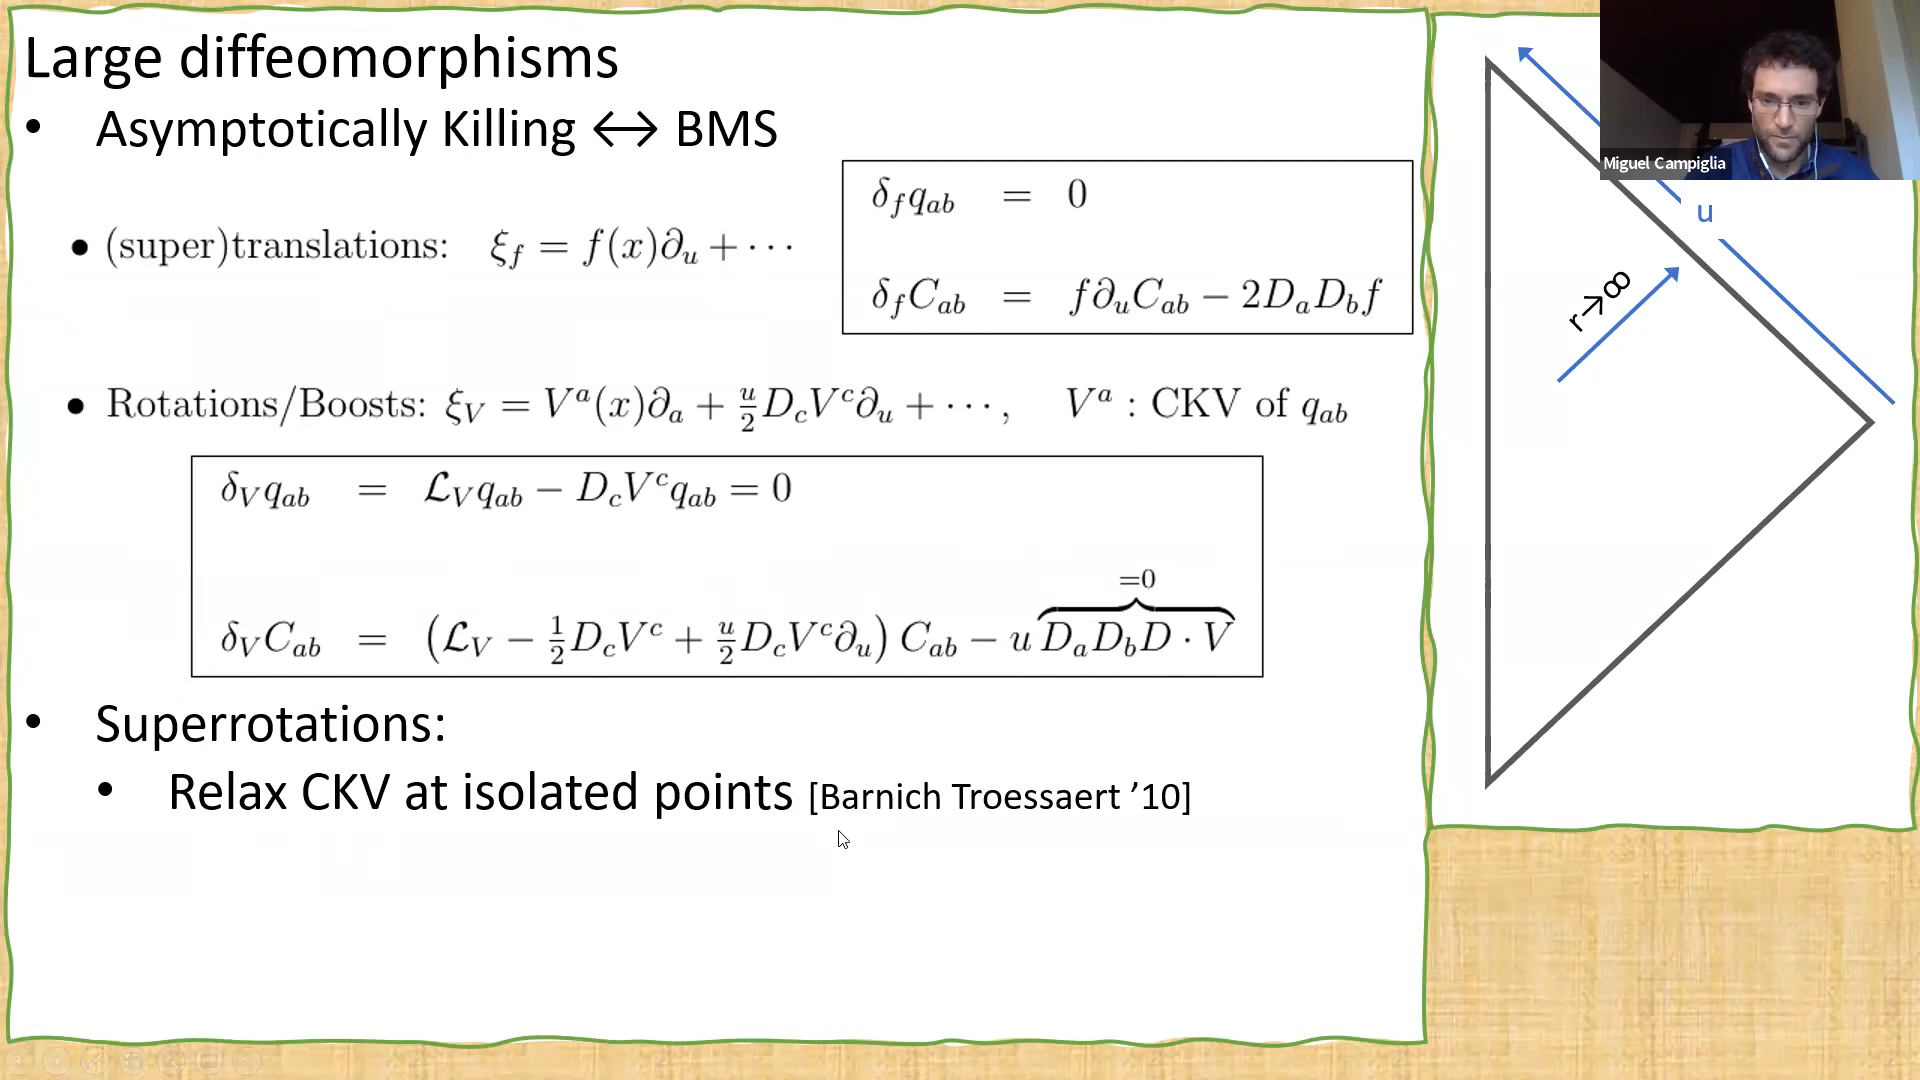 Large diffeomorphisms
• Asymptotically Killing ↔ BMS
• (super)translations: ξ_f = f(x)∂_u + ···
δ_f q_ab = 0
δ_f C_ab = f∂_u C_ab − 2D_a D_b f
• Rotations/Boosts: ξ_V = V^a(x)∂_a + u/2 D_c V^c ∂_u + ···, V^a : CKV of q_ab
δ_V q_ab = ℒ_V q_ab − D_c V^c q_ab = 0
=0
δ_V C_ab = (ℒ_V − 1/2 D_c V^c + u/2 D_c V^c ∂_u) C_ab − u D_a D_b D · V
• Superrotations:
• Relax CKV at isolated points [Barnich Troessaert ’10]
Miguel Campiglia
u
r→∞